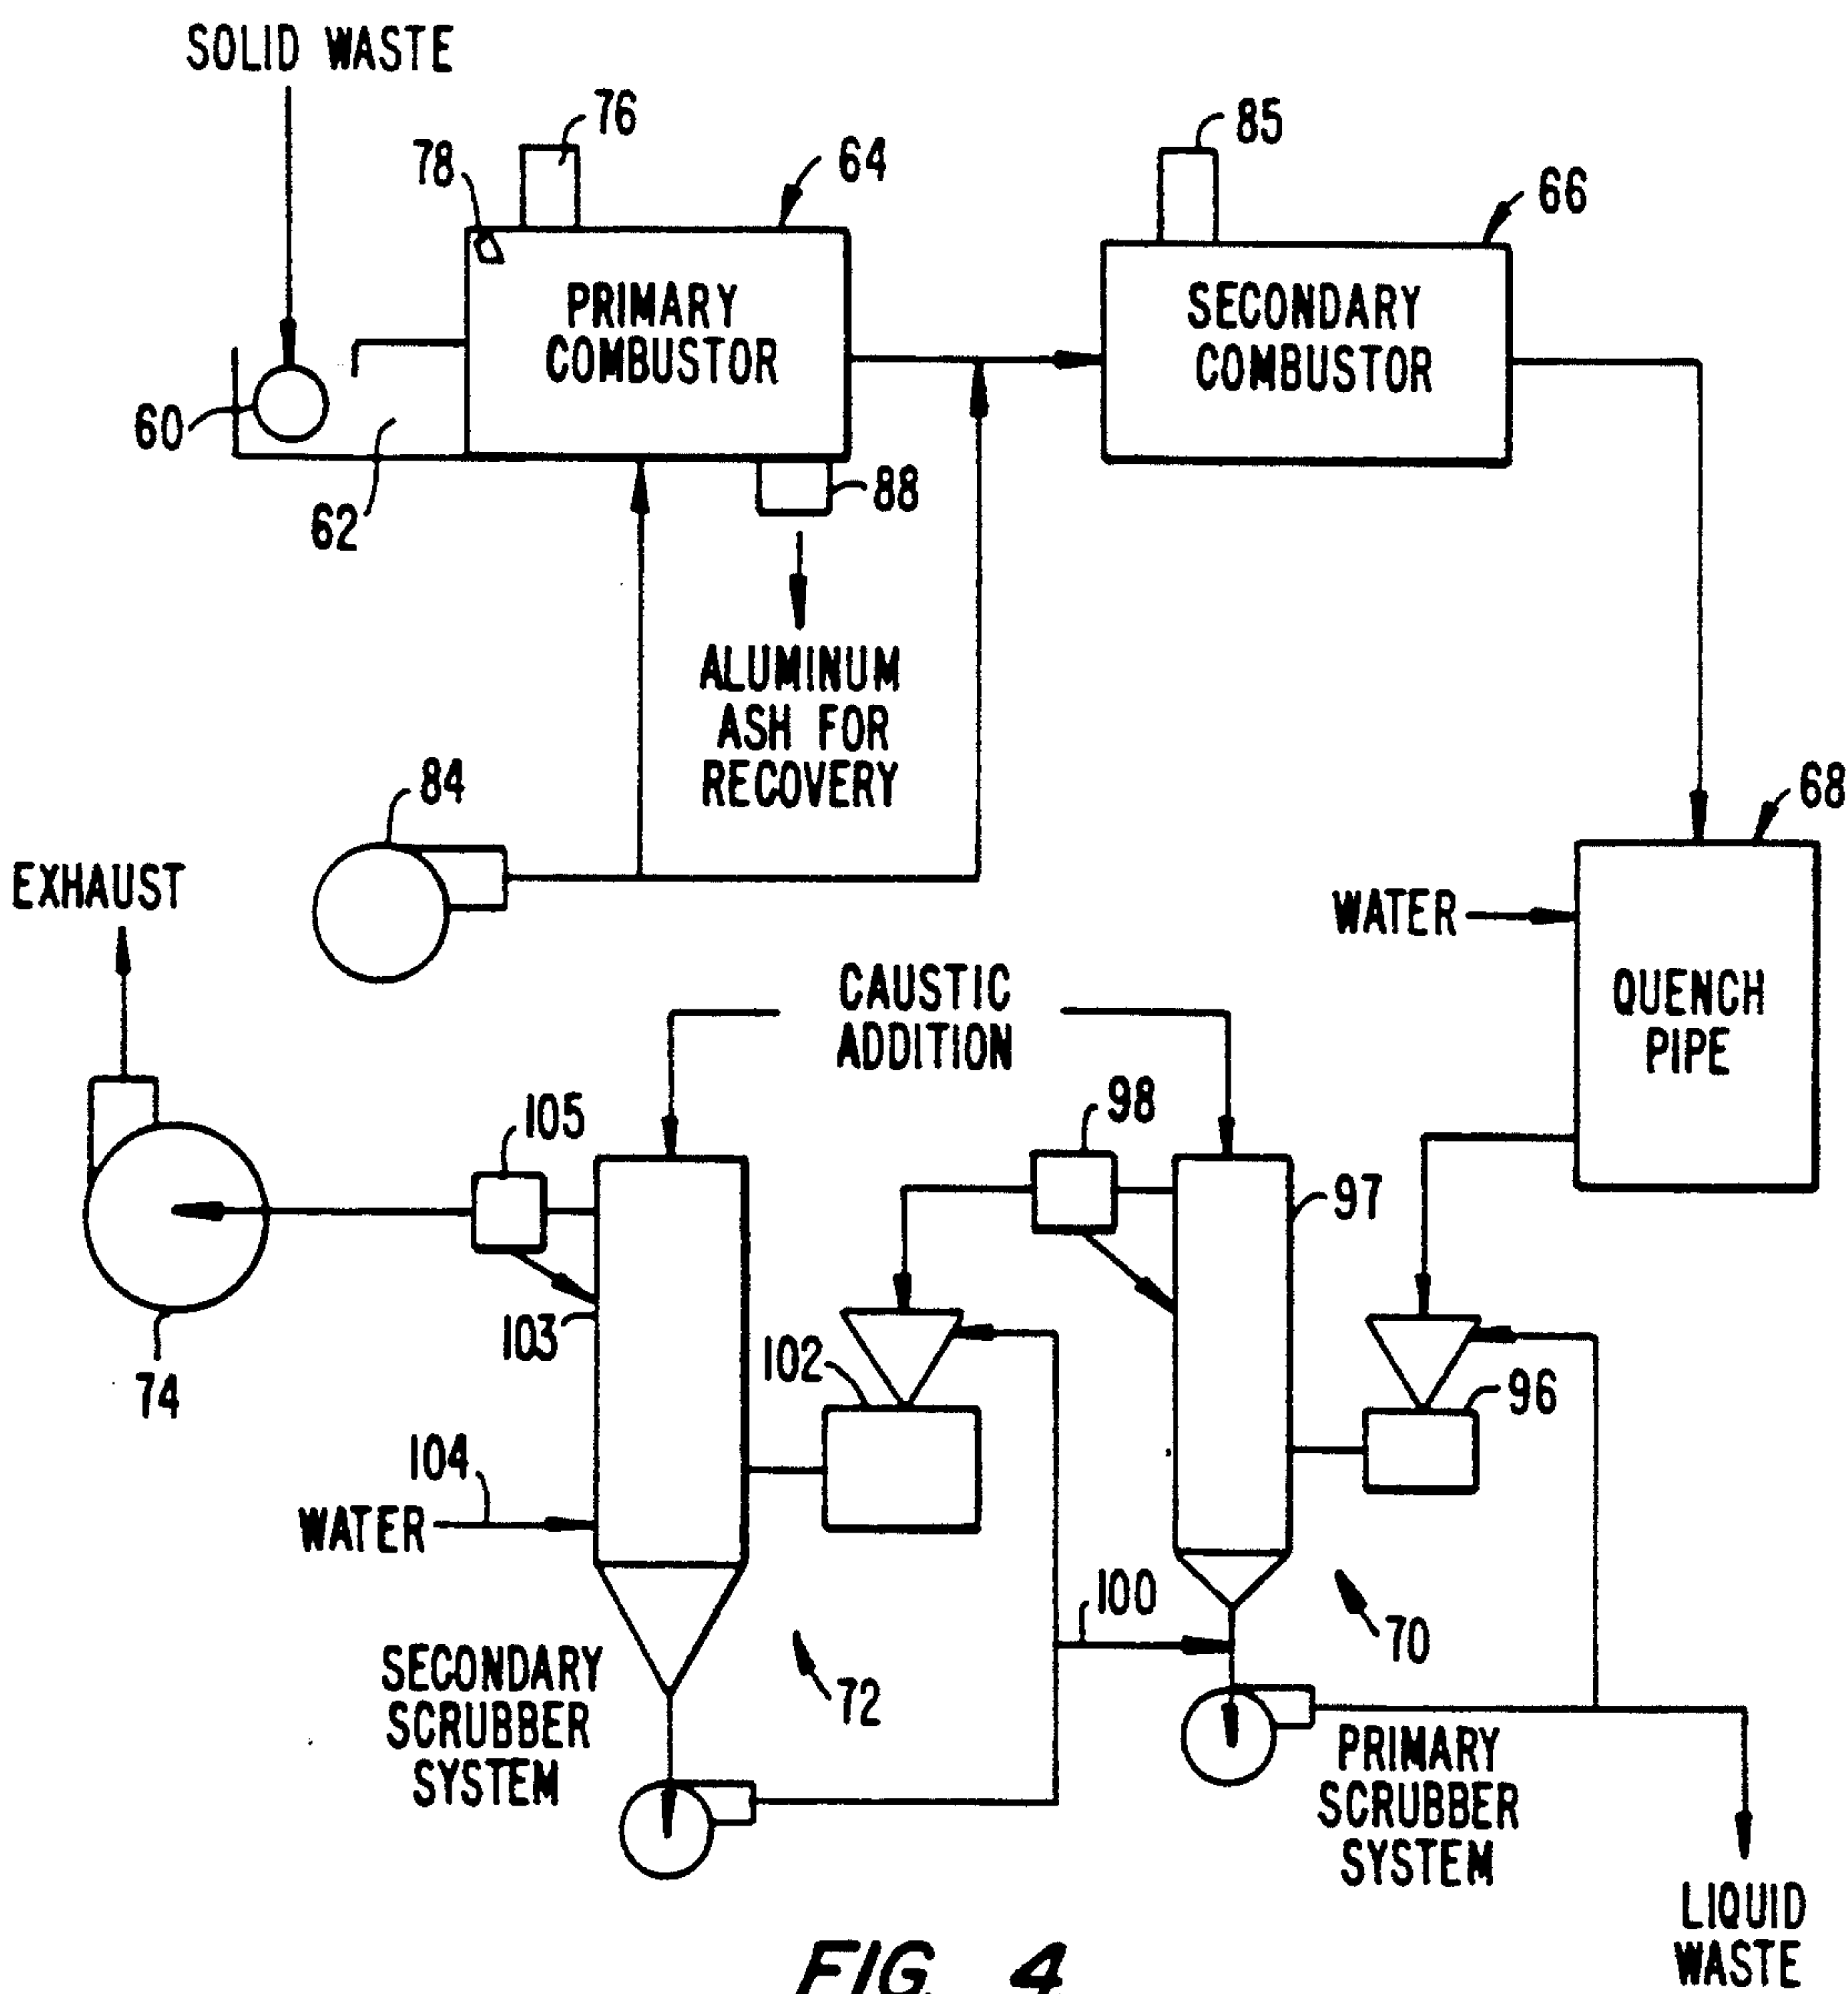 SOLID WASTE
76
78
64
85
66
PRIMARY
COMBUSTOR
SECONDARY
COMBUSTOR
60
62
88
ALUMINUM
ASH FOR
RECOVERY
84
68
EXHAUST
WATER
QUENCH
PIPE
CAUSTIC
ADDITION
105
98
97
103
102
96
74
104
WATER
100
70
72
SECONDARY
SCRUBBER
SYSTEM
PRIMARY
SCRUBBER
SYSTEM
LIQUID
WASTE
FIG. 4